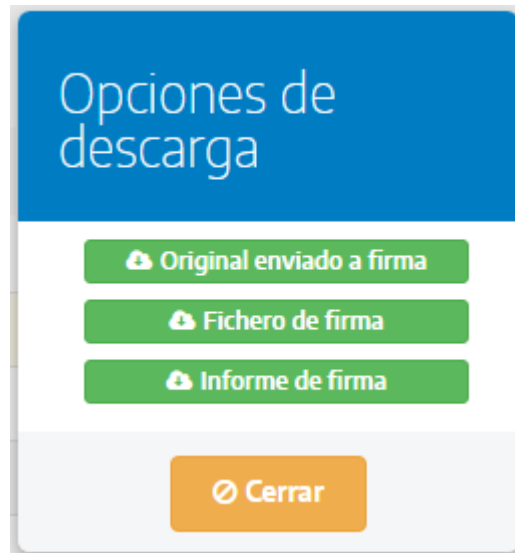 Opciones de
descarga
Original enviado a firma
Fichero de firma
Informe de firma
Cerrar